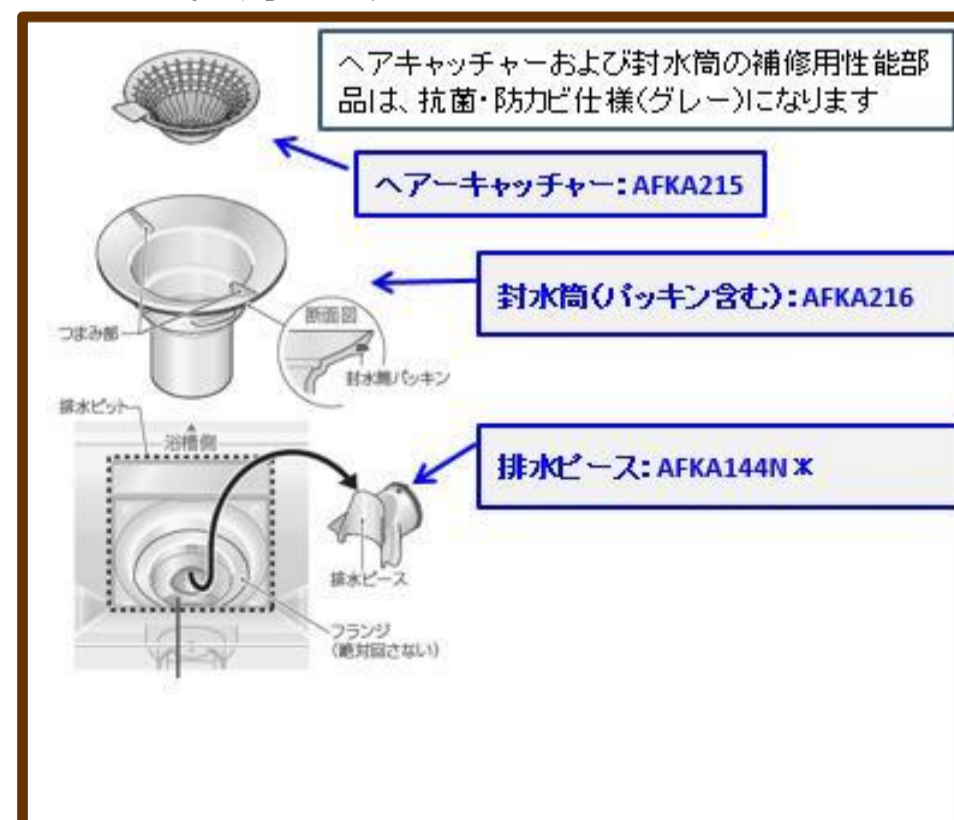 ヘアキャッチャーおよび封水筒の補修用性能部
品は、抗菌・防カビ仕様(グレー)になります
ヘアーキャッチャー:AFKA215
封水筒(パッキン含む):AFKA216
断面図
つまみ部
封水筒パッキン
排水ピット
浴槽側
排水ピース:AFKA144N※
排水ピース
フランジ
(絶対回さない)